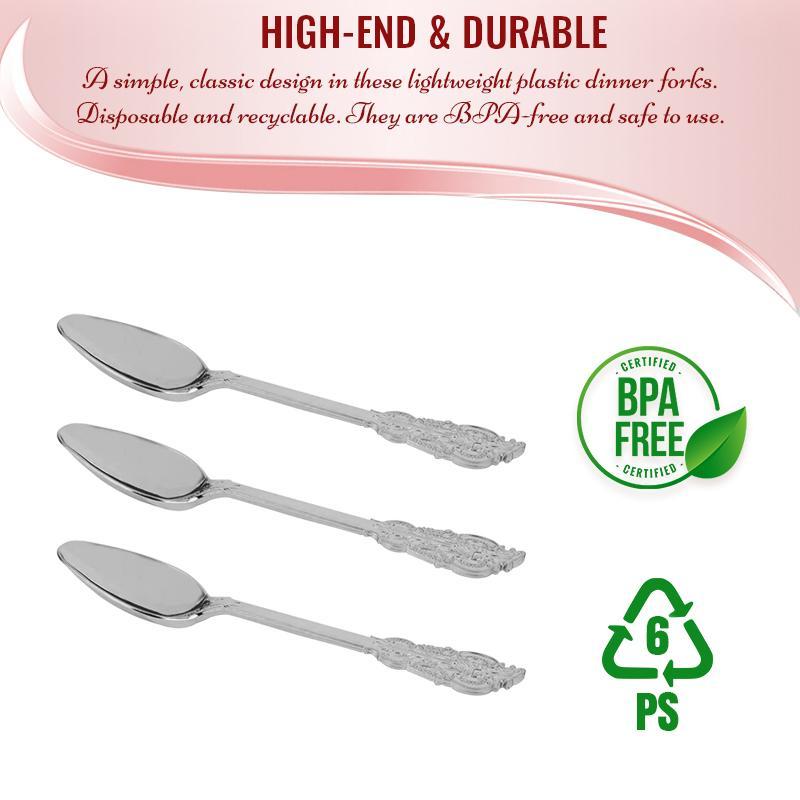 HIGH-END & DURABLE
A simple, classic design in these lightweight plastic dinner forks.
Disposable and recyclable. They are BPA-free and safe to use.
CERTIFIED
BPA
FREE
CERTIFIED
6
PS